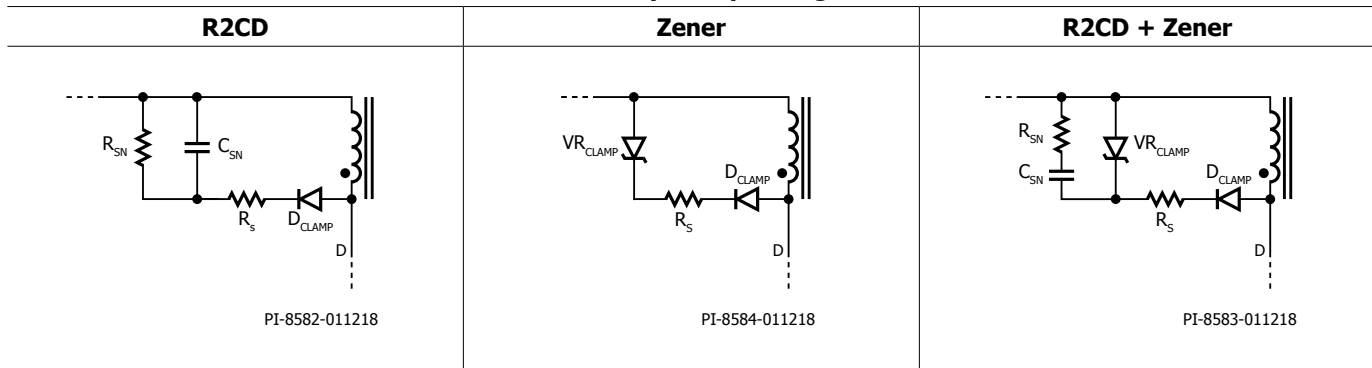 R2CD
Zener
R2CD + Zener
R_SN
C_SN
R_s
D_CLAMP
D
PI-8582-011218
VR_CLAMP
D_CLAMP
R_S
D
PI-8584-011218
R_SN
C_SN
VR_CLAMP
D_CLAMP
R_S
D
PI-8583-011218